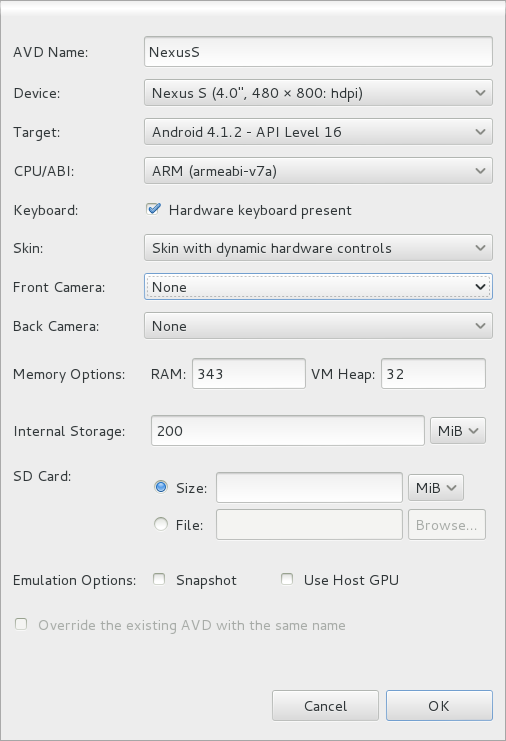 AVD Name: NexusS
Device: Nexus S (4.0", 480 × 800: hdpi)
Target: Android 4.1.2 - API Level 16
CPU/ABI: ARM (armeabi-v7a)
Keyboard: Hardware keyboard present
Skin: Skin with dynamic hardware controls
Front Camera: None
Back Camera: None
Memory Options: RAM: 343 VM Heap: 32
Internal Storage: 200 MiB
SD Card:
Size: MiB
File: Browse...
Emulation Options: Snapshot Use Host GPU
Override the existing AVD with the same name
Cancel OK